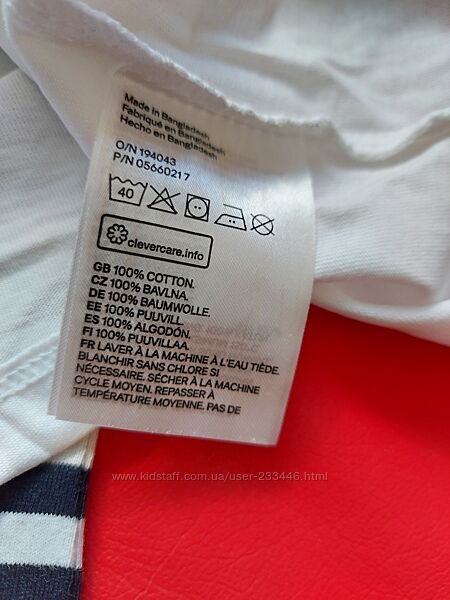 Made in Bangladesh
Fabriqué en Bangladesh
Hecho en Bangladesh
O/N 194043
P/N 05660217
40
clevercare.info
GB 100% COTTON.
CZ 100% BAVLNA.
DE 100% BAUMWOLLE.
EE 100% PUUVILL.
ES 100% ALGODÓN.
FI 100% PUUVILLAA.
FR LAVER À LA MACHINE À L'EAU TIÈDE.
BLANCHIR SANS CHLORE SI
NÉCESSAIRE. SÉCHER À LA MACHINE
CYCLE MOYEN. REPASSER À
TEMPÉRATURE MOYENNE. PAS DE
www.kidstaff.com.ua/user-233446.html